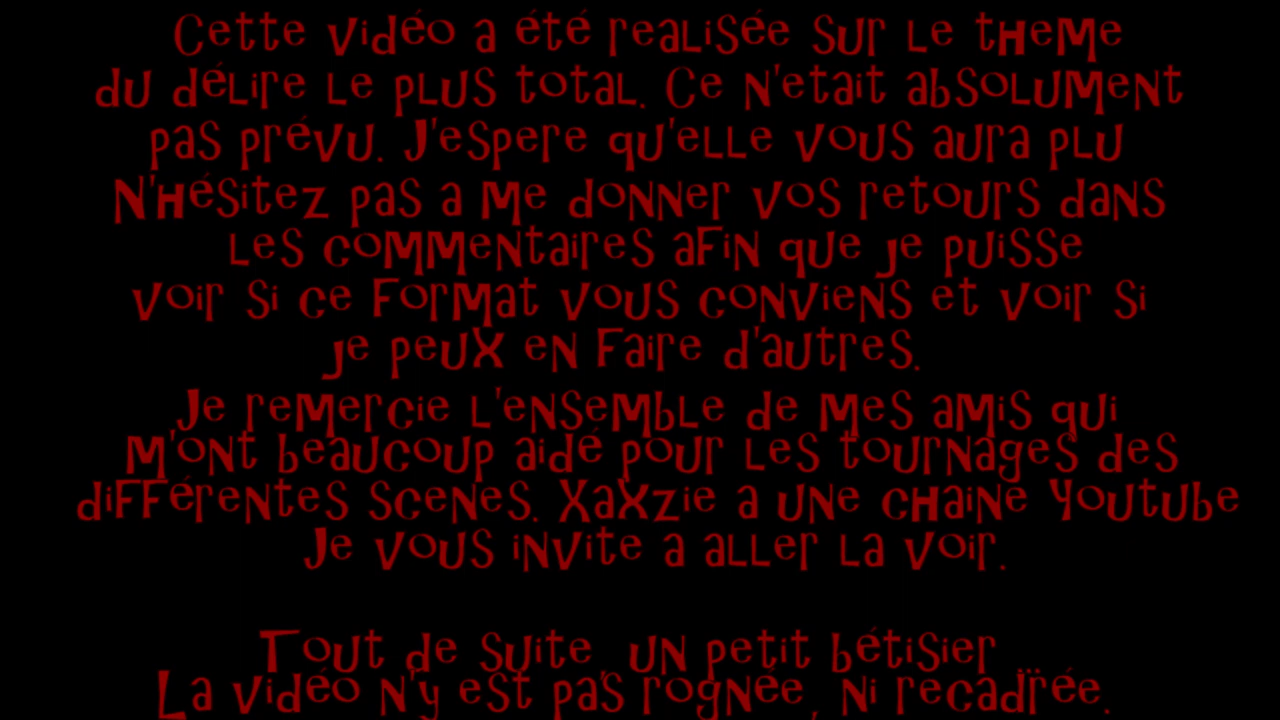 Cette vidéo a été realisée sur le theme
du délire le plus total. Ce n'etait absolument
pas prévu. J'espere qu'elle vous aura plu
N'hésitez pas a me donner vos retours dans
les commentaires afin que je puisse
voir si ce format vous conviens et voir si
je peux en faire d'autres.
Je remercie l'ensemble de mes amis qui
m'ont beaucoup aidé pour les tournages des
différentes scenes. Xaxzie a une chaine Youtube
Je vous invite a aller la voir.
Tout de suite, un petit bétisier...
La vidéo n'y est pas rognée, ni recadrée.